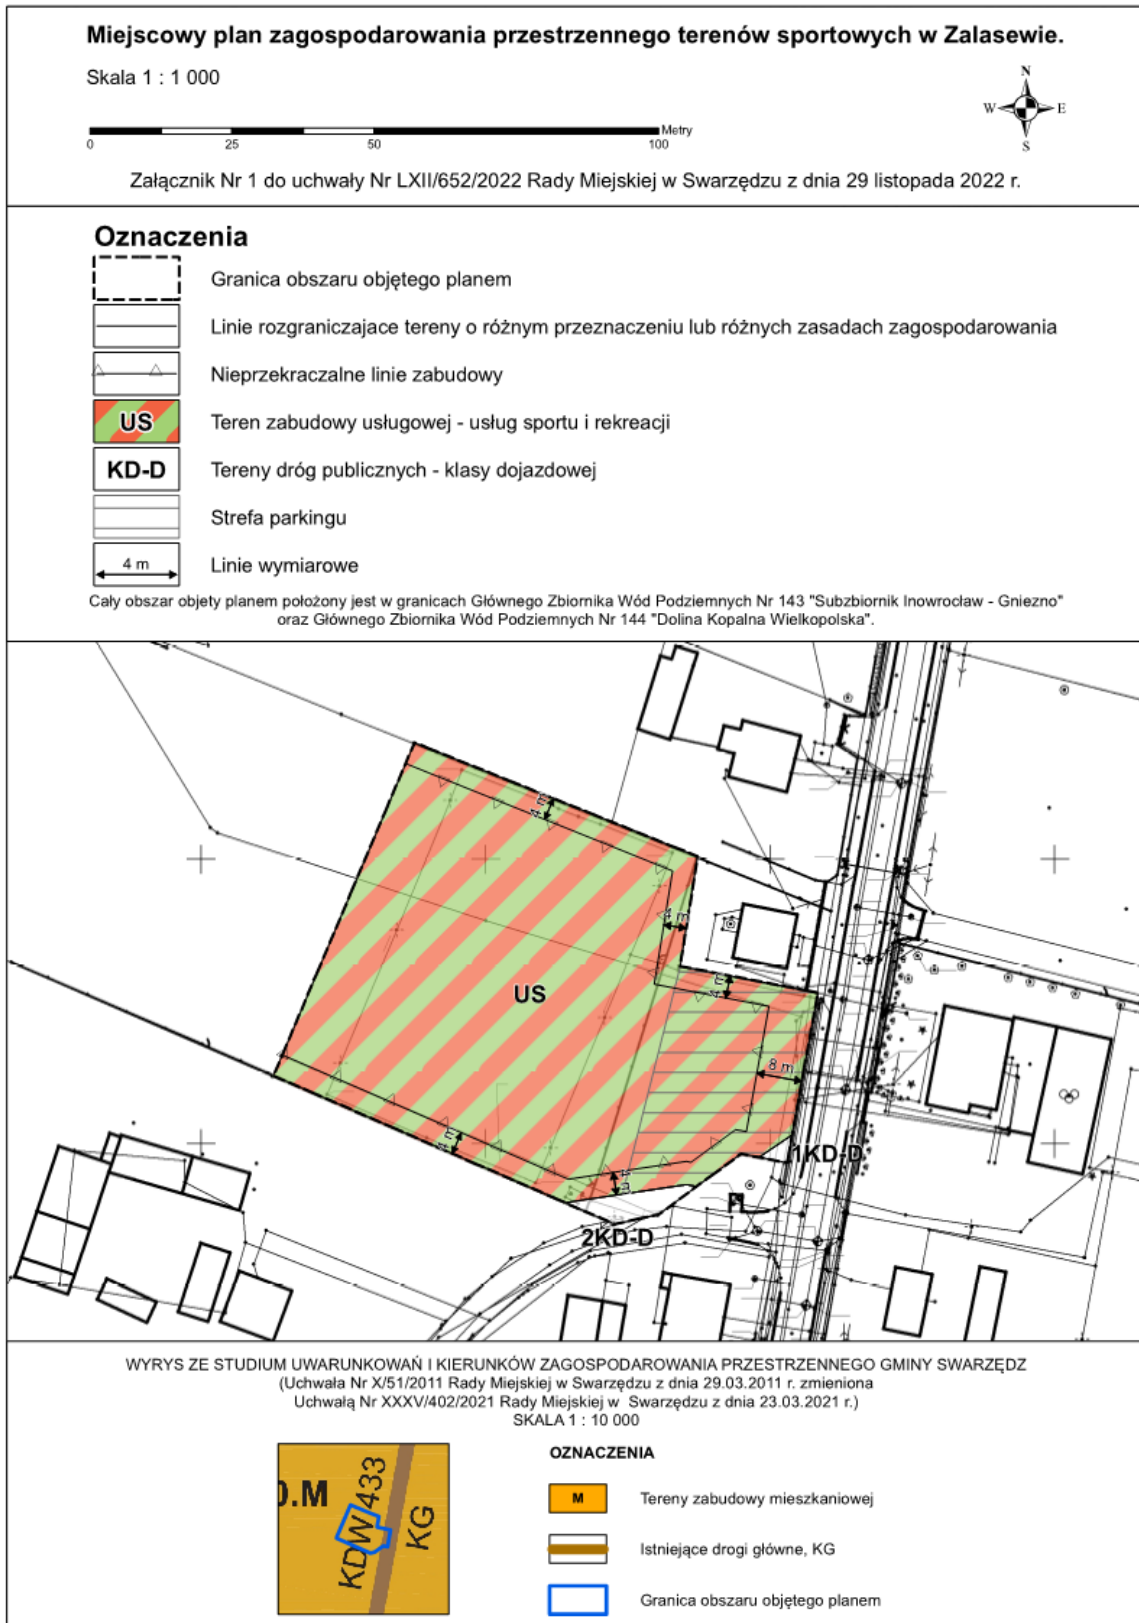 Miejscowy plan zagospodarowania przestrzennego terenów sportowych w Zalasewie.
Skala 1 : 1 000
N
W E
S
Metry
0 25 50 100
Załącznik Nr 1 do uchwały Nr LXII/652/2022 Rady Miejskiej w Swarzędzu z dnia 29 listopada 2022 r.
Oznaczenia
Granica obszaru objętego planem
Linie rozgraniczajace tereny o różnym przeznaczeniu lub różnych zasadach zagospodarowania
Nieprzekraczalne linie zabudowy
US Teren zabudowy usługowej - usług sportu i rekreacji
KD-D Tereny dróg publicznych - klasy dojazdowej
Strefa parkingu
4 m Linie wymiarowe
Cały obszar objety planem położony jest w granicach Głównego Zbiornika Wód Podziemnych Nr 143 "Subzbiornik Inowrocław - Gniezno"
oraz Głównego Zbiornika Wód Podziemnych Nr 144 "Dolina Kopalna Wielkopolska".
4 m
4 m
4 m
US
8 m
4 m
1KD-D
4 m
2KD-D
WYRYS ZE STUDIUM UWARUNKOWAŃ I KIERUNKÓW ZAGOSPODAROWANIA PRZESTRZENNEGO GMINY SWARZĘDZ
(Uchwała Nr X/51/2011 Rady Miejskiej w Swarzędzu z dnia 29.03.2011 r. zmieniona
Uchwałą Nr XXXV/402/2021 Rady Miejskiej w Swarzędzu z dnia 23.03.2021 r.)
SKALA 1 : 10 000
O.M
KDW 433
KG
OZNACZENIA
M Tereny zabudowy mieszkaniowej
Istniejące drogi główne, KG
Granica obszaru objętego planem